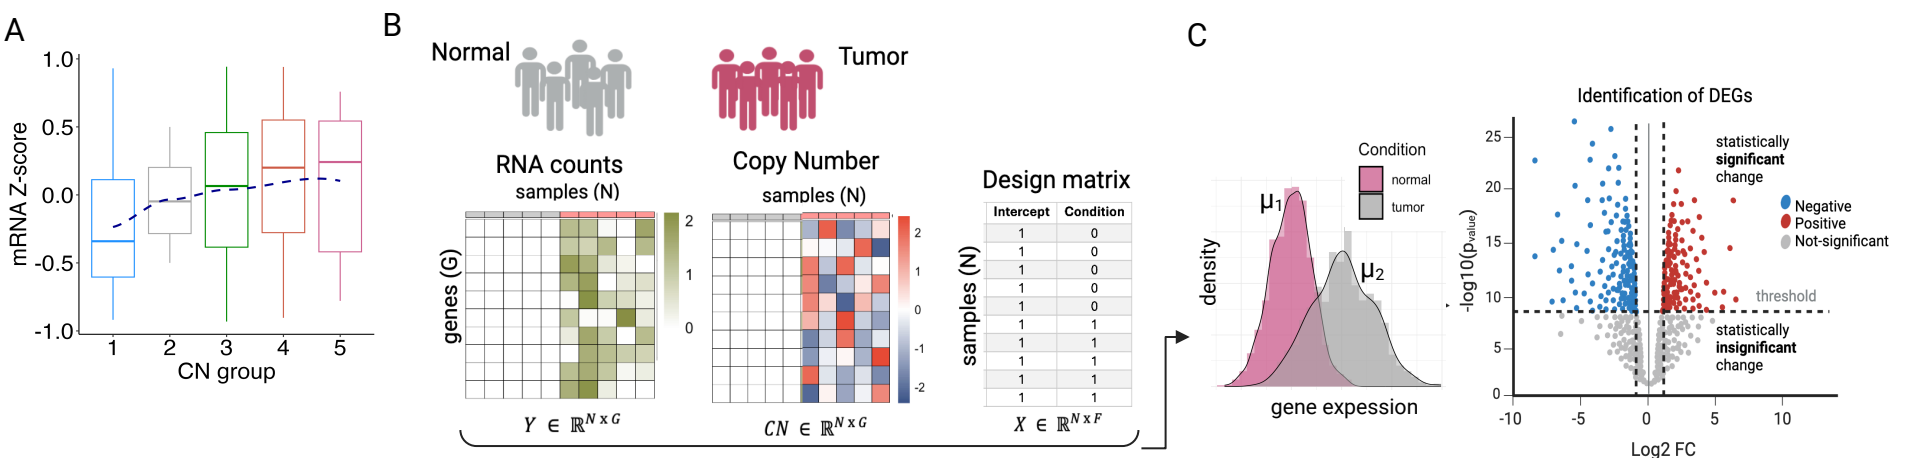 A
mRNA Z-score
1.0
0.5
0.0
-0.5
-1.0
1 2 3 4 5
CN group
B
Normal
Tumor
RNA counts
samples (N)
genes (G)
2
1
0
Y ∈ ℝ^{N x G}
Copy Number
samples (N)
2
1
0
-1
-2
CN ∈ ℝ^{N x G}
Design matrix
samples (N)
Intercept Condition
1 0
1 0
1 0
1 0
1 0
1 1
1 1
1 1
1 1
1 1
X ∈ ℝ^{N x F}
C
Condition
normal
tumor
μ1
μ2
density
gene expession
Identification of DEGs
-log10(pvalue)
25
20
15
10
5
0
-10 -5 0 5 10
Log2 FC
statistically
significant
change
Negative
Positive
Not-significant
threshold
statistically
insignificant
change